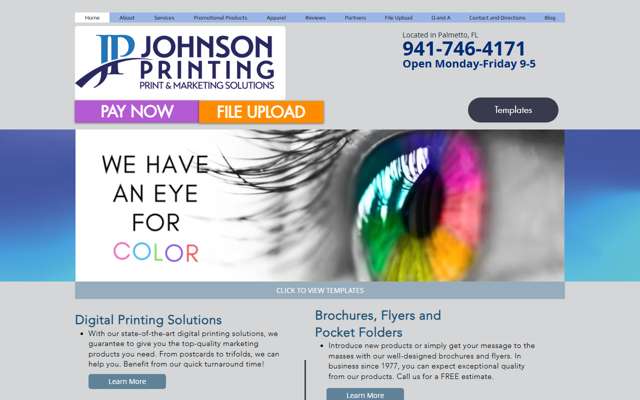 Home About Services Promotional Products Apparel Reviews Partners File Upload Q and A Contact and Directions Blog
JP JOHNSON
PRINTING
PRINT & MARKETING SOLUTIONS
Located in Palmetto, FL
941-746-4171
Open Monday-Friday 9-5
PAY NOW FILE UPLOAD
Templates
WE HAVE
AN EYE
FOR
COLOR
CLICK TO VIEW TEMPLATES
Digital Printing Solutions
• With our state-of-the-art digital printing solutions, we
guarantee to give you the top-quality marketing
products you need. From postcards to trifolds, we can
help you. Benefit from our quick turnaround time!
Learn More
Brochures, Flyers and
Pocket Folders
• Introduce new products or simply get your message to the
masses with our well-designed brochures and flyers. In
business since 1977, you can expect exceptional quality
from our products. Call us for a FREE estimate.
Learn More